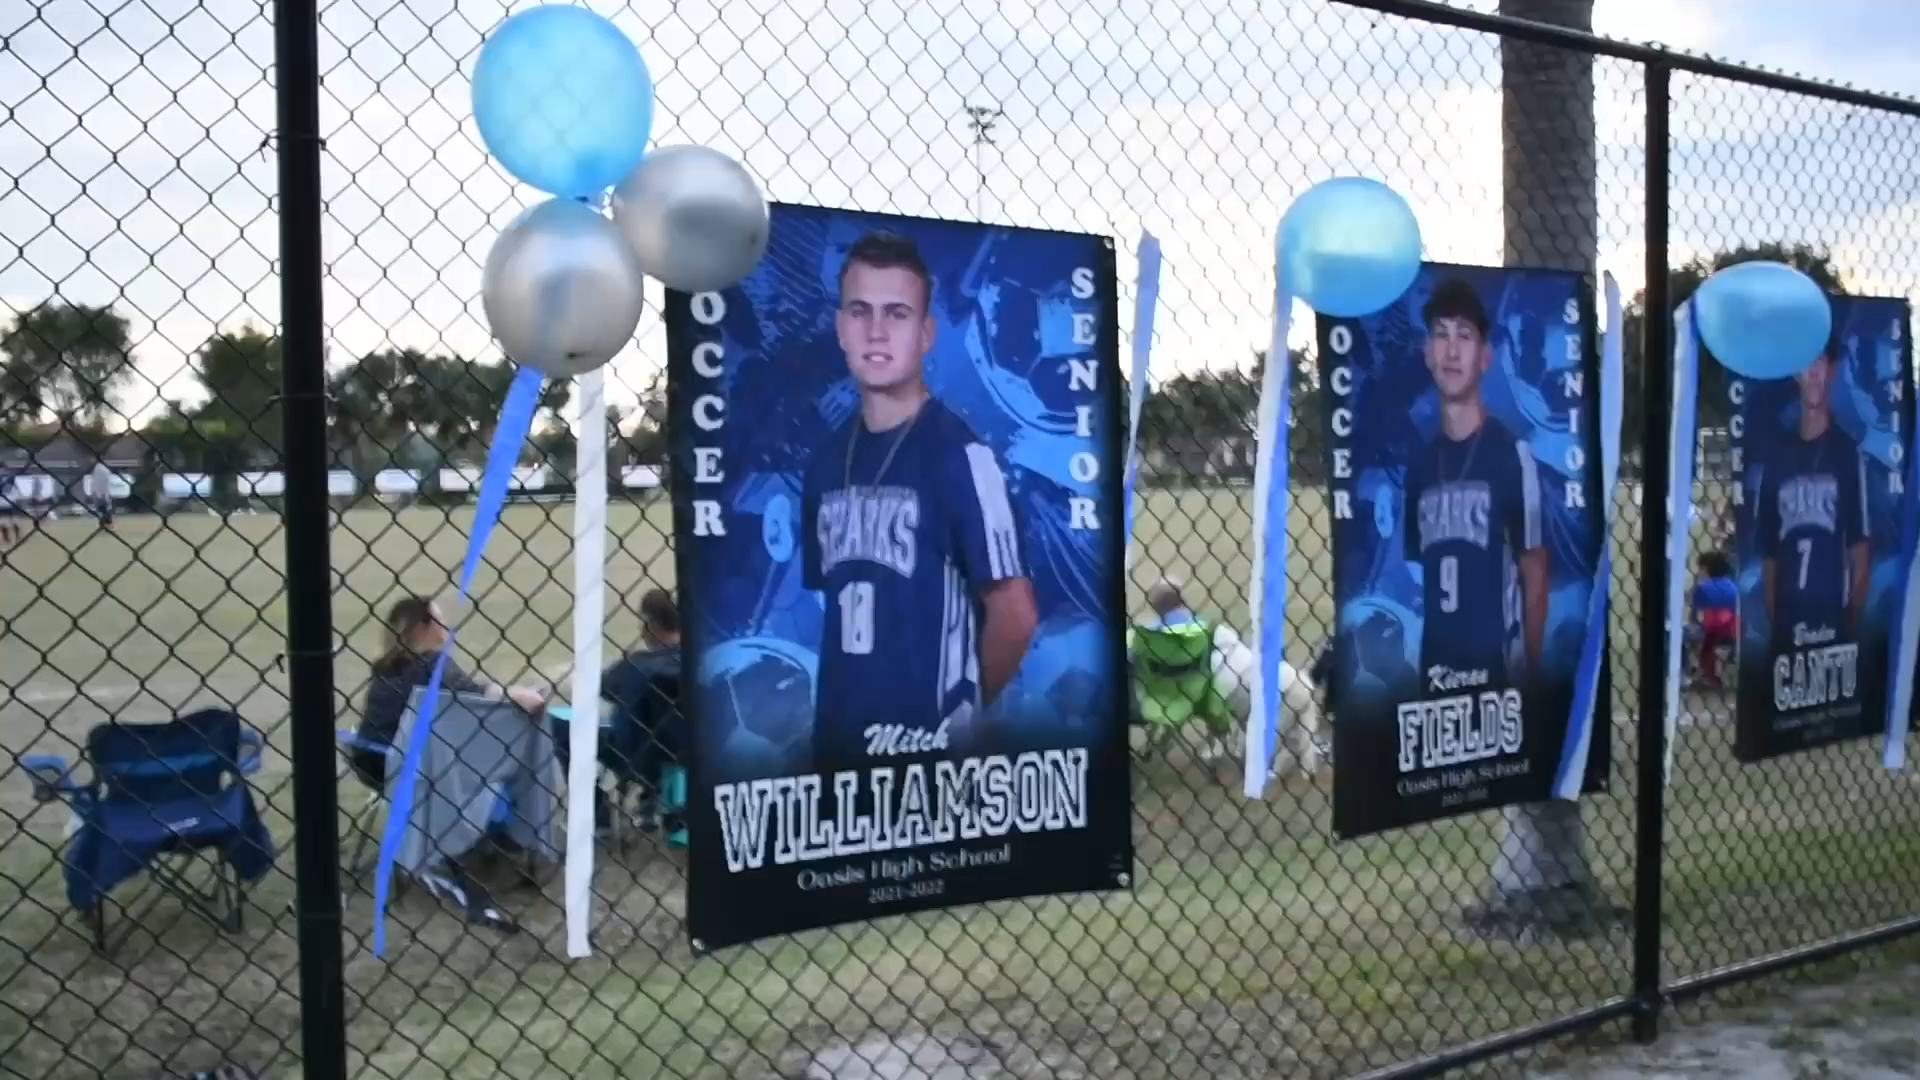 OCCER
SENIOR
SHARKS
10
Mitch
WILLIAMSON
Oasis High School
2021-2022
OCCER
SENIOR
SHARKS
9
Kieran
FIELDS
Oasis High School
CCER
SENIOR
SHARKS
7
Braden
CANTU